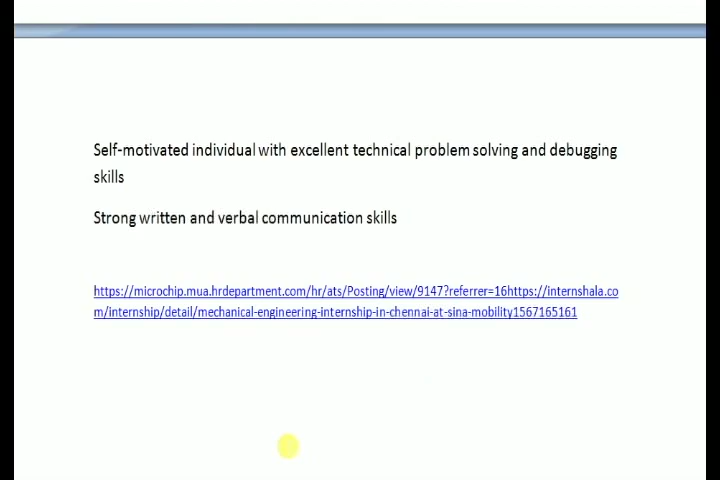 Self-motivated individual with excellent technical problem solving and debugging
skills
Strong written and verbal communication skills
https://microchip.mua.hrdepartment.com/hr/ats/Posting/view/9147?referrer=16https://internshala.co
m/internship/detail/mechanical-engineering-internship-in-chennai-at-sina-mobility1567165161